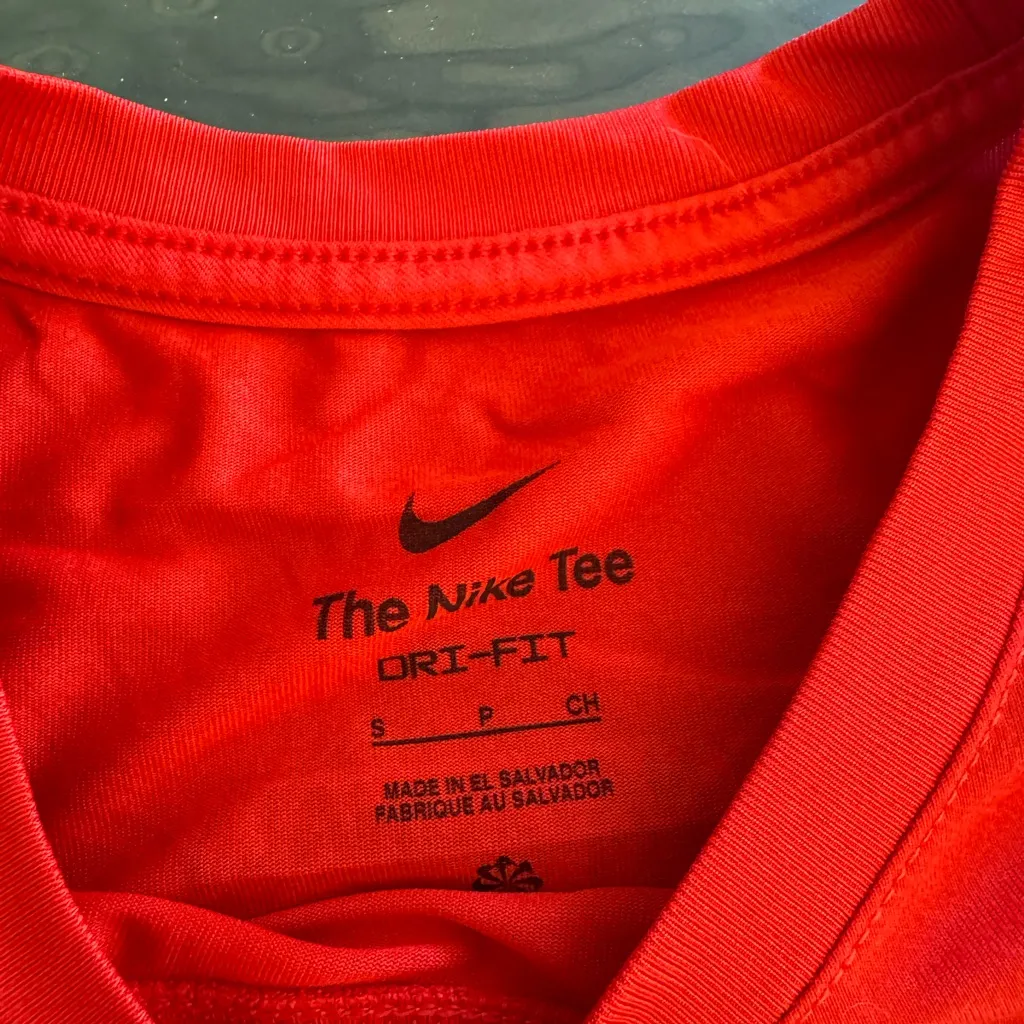 The Nike Tee
DRI-FIT
S P CH
MADE IN EL SALVADOR
FABRIQUE AU SALVADOR